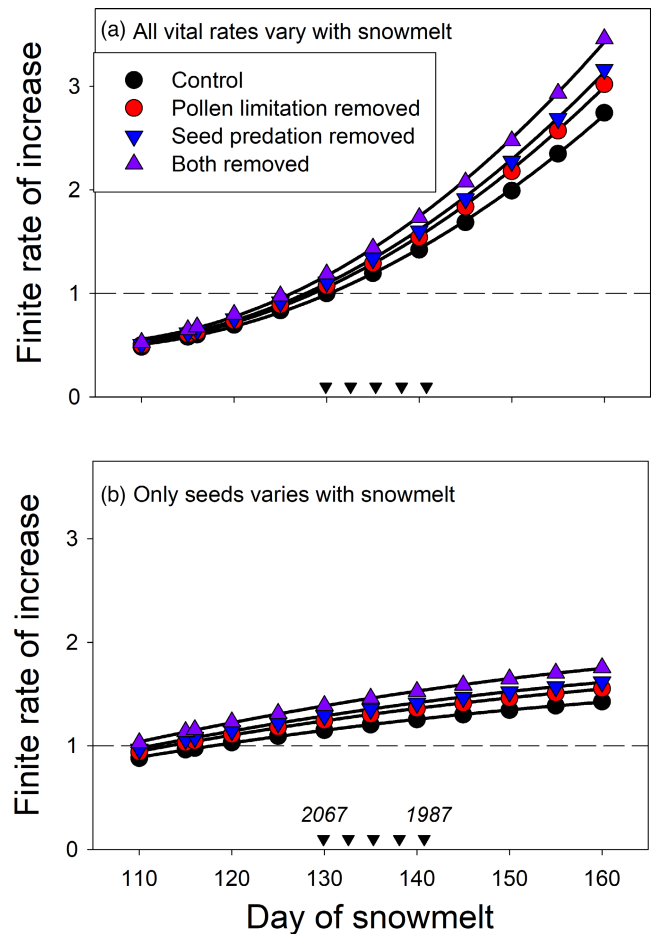 (a) All vital rates vary with snowmelt
Control
Pollen limitation removed
Seed predation removed
Both removed
Finite rate of increase
3
2
1
0
(b) Only seeds varies with snowmelt
Finite rate of increase
3
2
1
0
2067 1987
110 120 130 140 150 160
Day of snowmelt